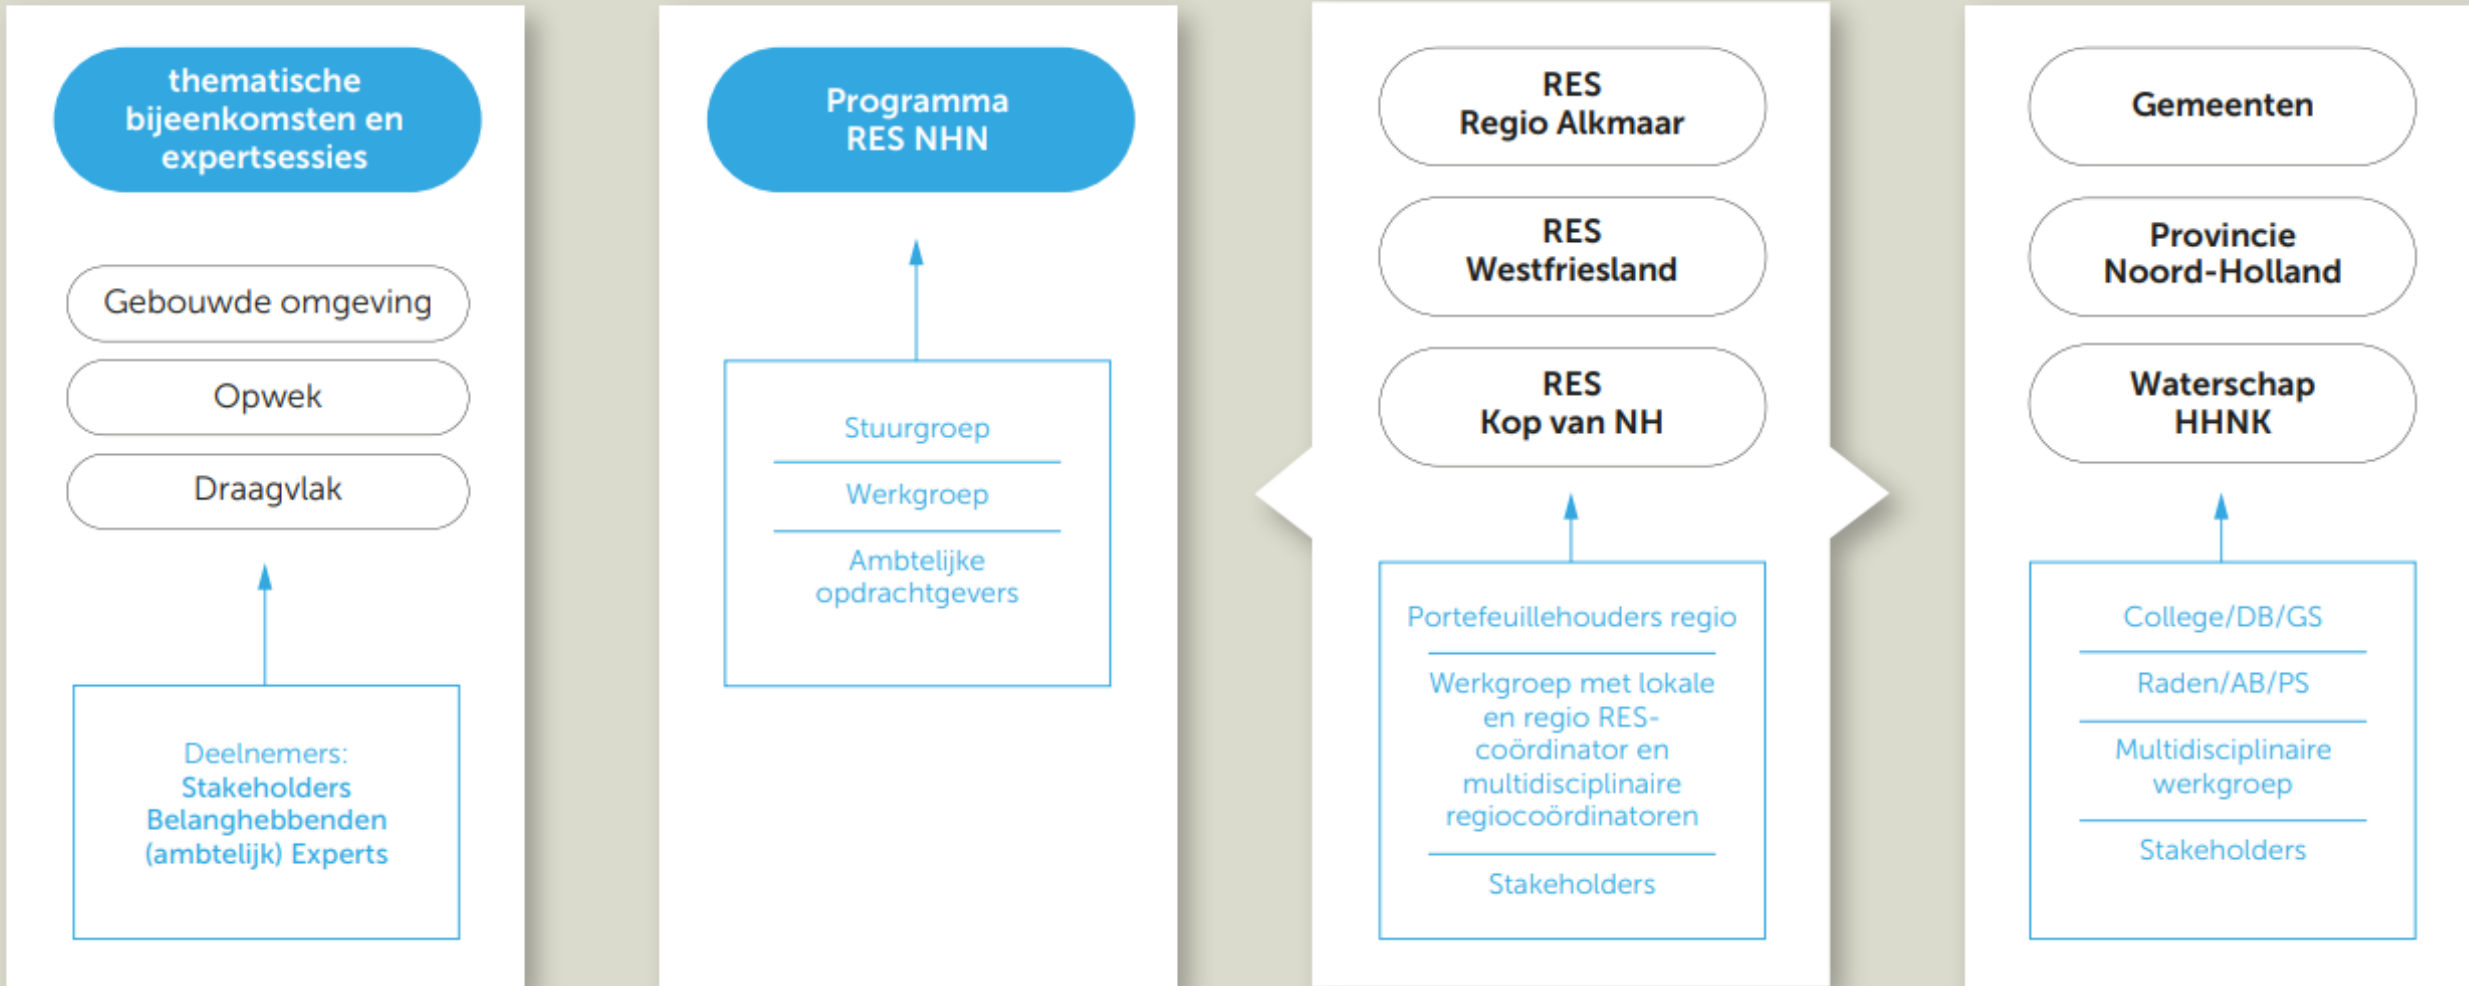 thematische
bijeenkomsten en
expertsessies
Gebouwde omgeving
Opwek
Draagvlak
Deelnemers:
Stakeholders
Belanghebbenden
(ambtelijk) Experts
Programma
RES NHN
Stuurgroep
Werkgroep
Ambtelijke
opdrachtgevers
RES
Regio Alkmaar
RES
Westfriesland
RES
Kop van NH
Portefeuillehouders regio
Werkgroep met lokale
en regio RES-
coördinator en
multidisciplinaire
regiocoördinatoren
Stakeholders
Gemeenten
Provincie
Noord-Holland
Waterschap
HHNK
College/DB/GS
Raden/AB/PS
Multidisciplinaire
werkgroep
Stakeholders